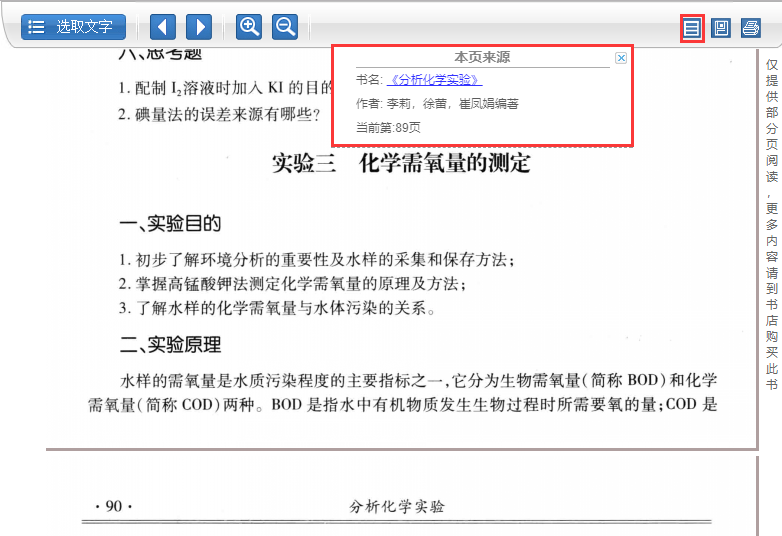 选取文字
六、思考题
1. 配制 I₂溶液时加入 KI 的目的
2. 碘量法的误差来源有哪些?
本页来源
书名: 《分析化学实验》
作者: 李莉，徐蕾，崔凤娟编著
当前第:89页
实验三 化学需氧量的测定
一、实验目的
1. 初步了解环境分析的重要性及水样的采集和保存方法；
2. 掌握高锰酸钾法测定化学需氧量的原理及方法；
3. 了解水样的化学需氧量与水体污染的关系。
二、实验原理
水样的需氧量是水质污染程度的主要指标之一,它分为生物需氧量(简称 BOD)和化学
需氧量(简称 COD)两种。BOD 是指水中有机物质发生生物过程时所需要氧的量;COD 是
· 90 ·
分析化学实验
仅提供部分页阅读，更多内容请到书店购买此书